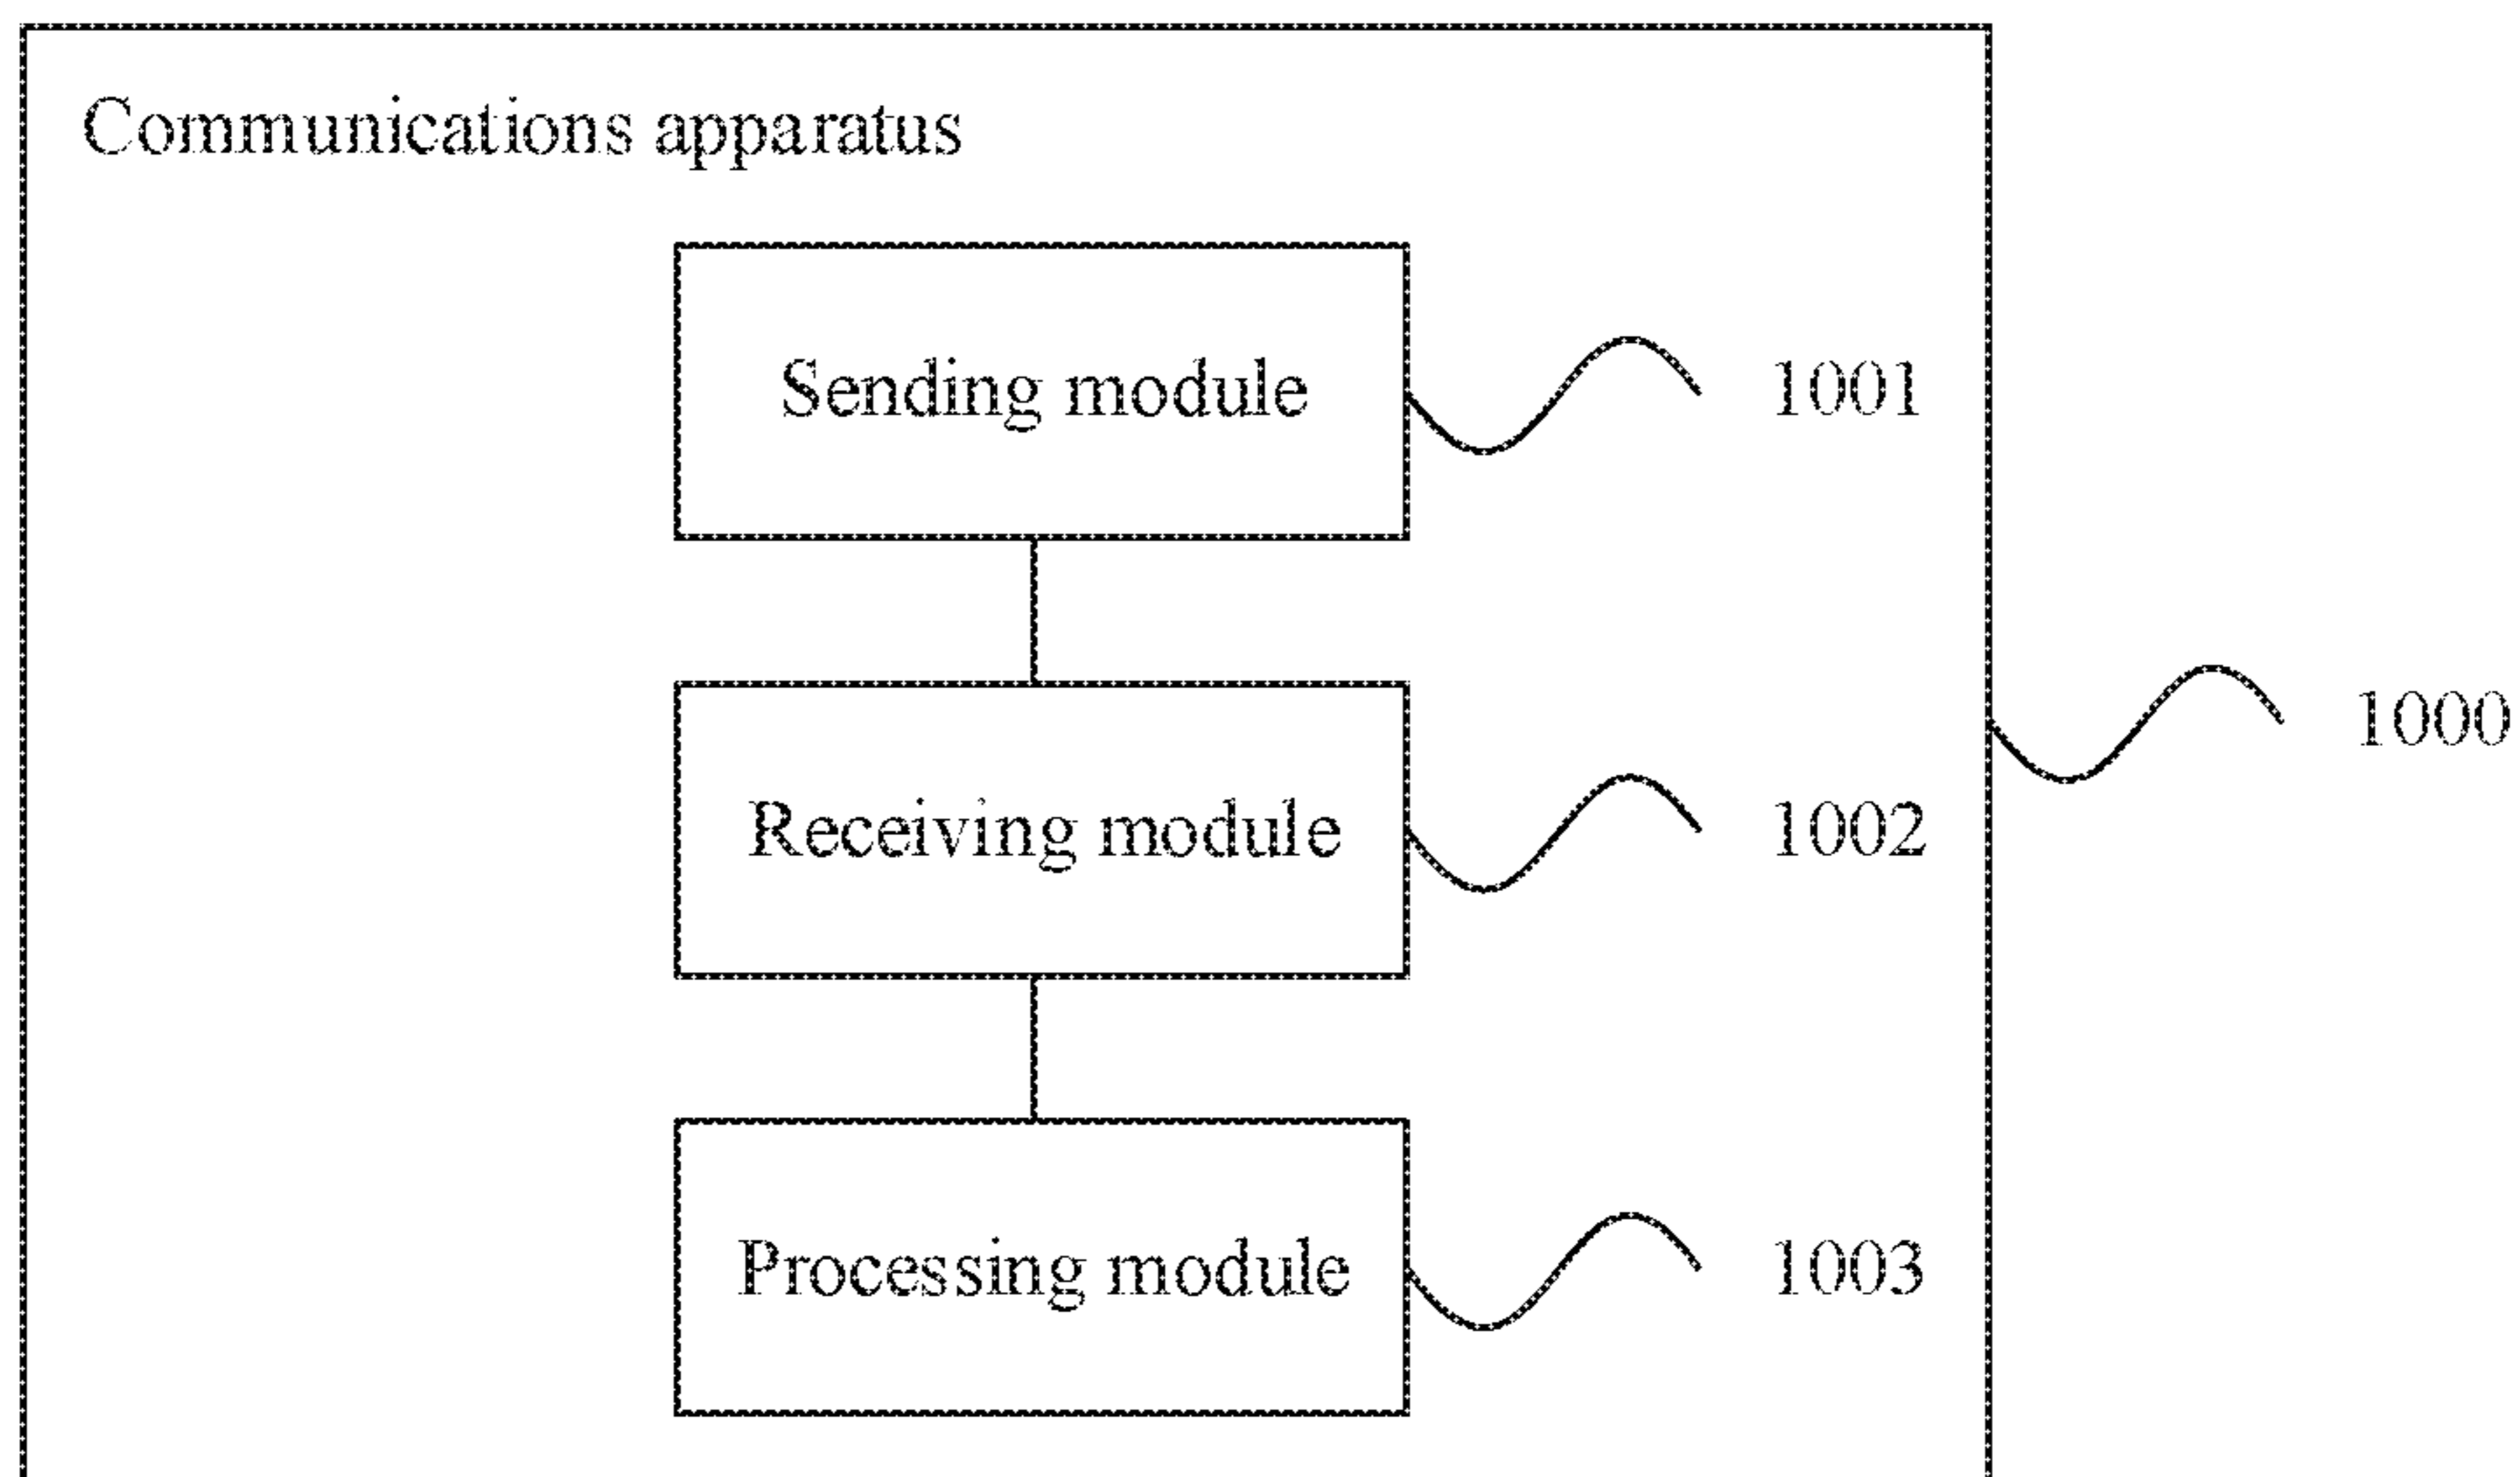 Communications apparatus
Sending module
1001
1000
Receiving module
1002
Processing module
1003